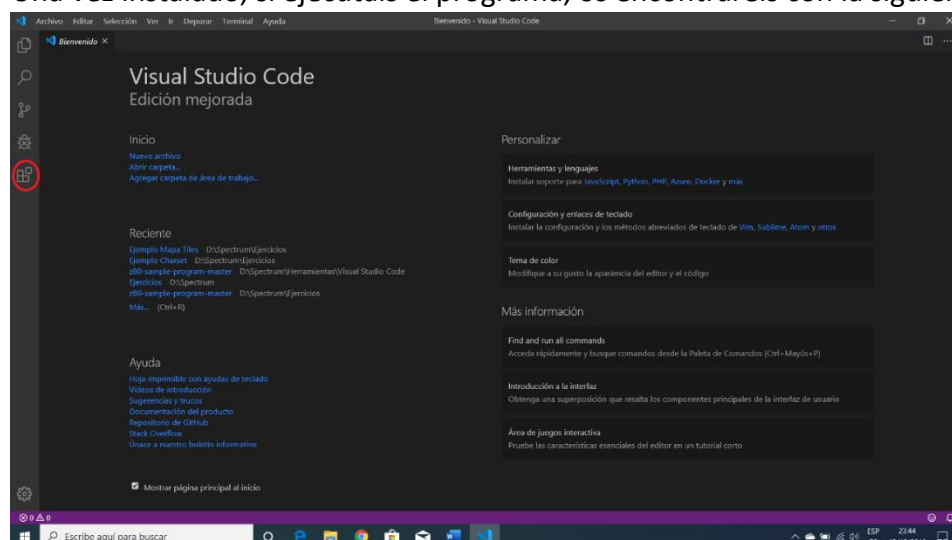 Una vez instalado, si ejecutáis el programa, os encontraréis con la siguien
Archivo Editar Selección Ver Ir Depurar Terminal Ayuda
Bienvenido - Visual Studio Code
Bienvenido
Visual Studio Code
Edición mejorada
Inicio
Nuevo archivo
Abrir carpeta...
Agregar carpeta de área de trabajo...
Reciente
Ejemplo Mapa Tiles D:\Spectrum\Ejercicios
Ejemplo Charset D:\Spectrum\Ejercicios
z80-sample-program-master D:\Spectrum\Herramientas\Visual Studio Code
Ejercicios D:\Spectrum
z80-sample-program-master D:\Spectrum\Ejercicios
Más... (Ctrl+R)
Ayuda
Hoja imprimible con ayudas de teclado
Vídeos de introducción
Sugerencias y trucos
Documentación del producto
Repositorio de GitHub
Stack Overflow
Únase a nuestro boletín informativo
Mostrar página principal al inicio
Personalizar
Herramientas y lenguajes
Instalar soporte para JavaScript, Python, PHP, Azure, Docker y más
Configuración y enlaces de teclado
Instalar la configuración y los métodos abreviados de teclado de Vim, Sublime, Atom y otros
Tema de color
Modifique a su gusto la apariencia del editor y el código
Más información
Find and run all commands
Acceda rápidamente y busque comandos desde la Paleta de Comandos (Ctrl+Mayús+P)
Introducción a la interfaz
Obtenga una superposición que resalta los componentes principales de la interfaz de usuario
Área de juegos interactiva
Pruebe las características esenciales del editor en un tutorial corto
0 0
Escribe aquí para buscar
ESP 23:44